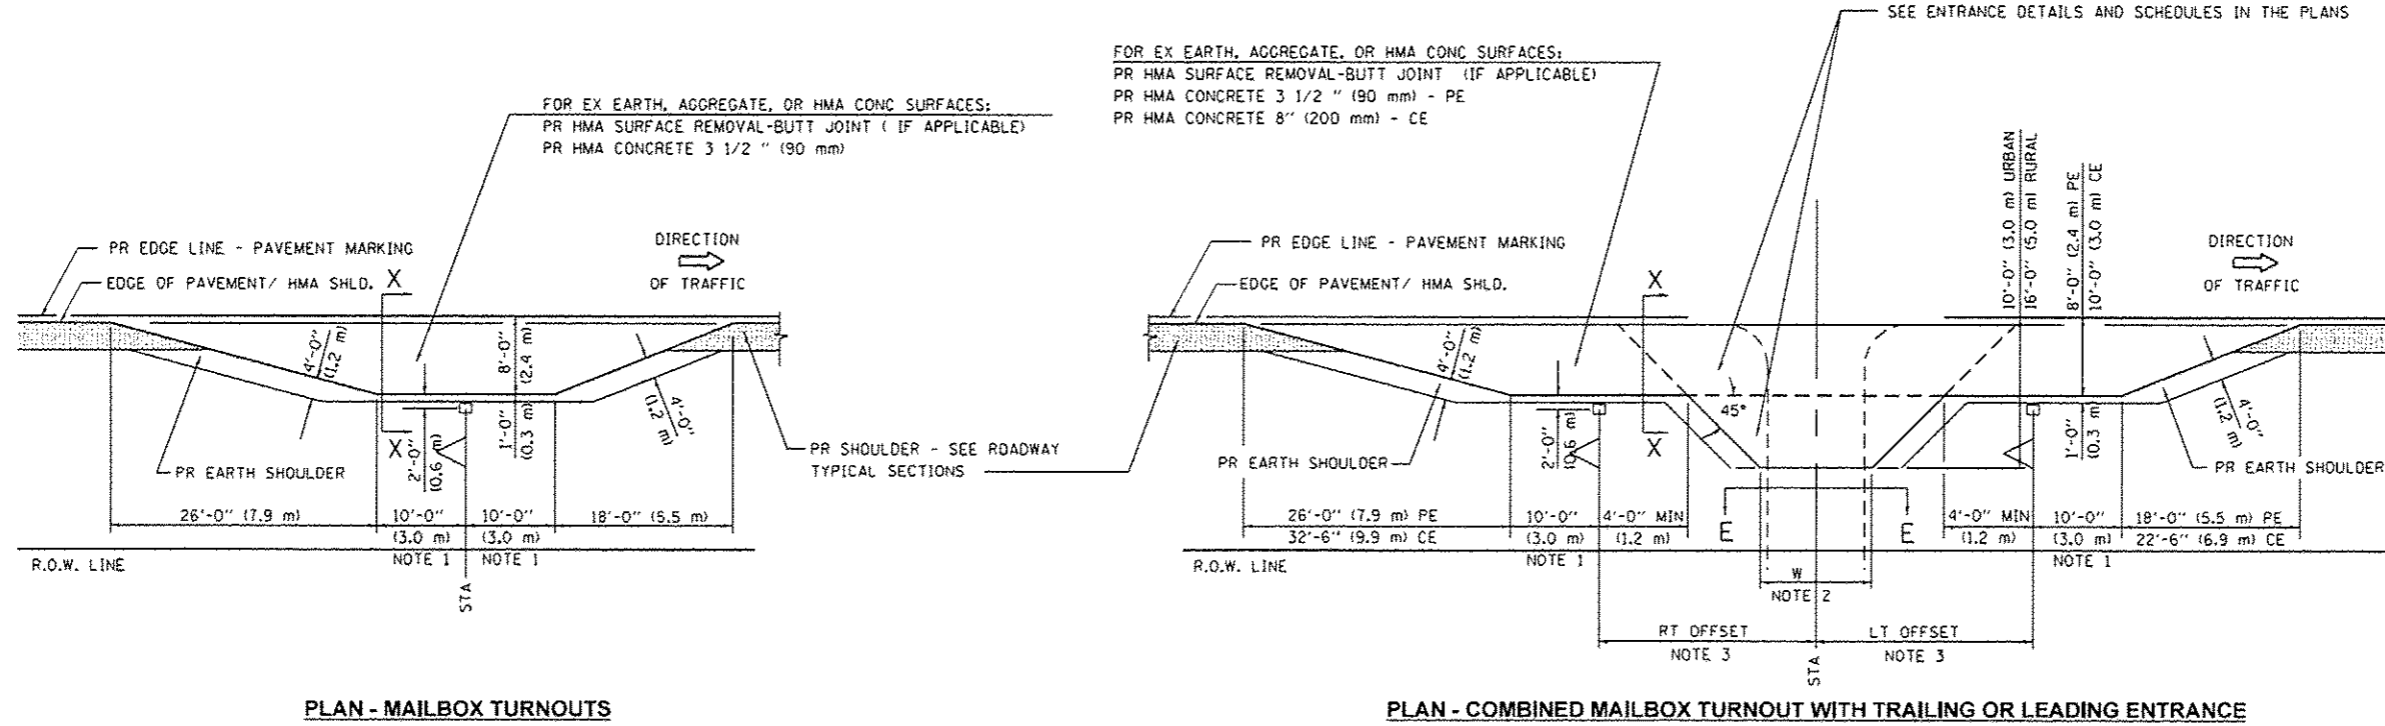 SEE ENTRANCE DETAILS AND SCHEDULES IN THE PLANS
FOR EX EARTH, AGGREGATE, OR HMA CONC SURFACES:
PR HMA SURFACE REMOVAL-BUTT JOINT ( IF APPLICABLE)
PR HMA CONCRETE 3 1/2 " (90 mm)
PR EDGE LINE - PAVEMENT MARKING
EDGE OF PAVEMENT/ HMA SHLD.
X
DIRECTION
OF TRAFFIC
4'-0"
(1.2 m)
8'-0"
(2.4 m)
X
2'-0"
(0.6 m)
1'-0"
(0.3 m)
4'-0"
(1.2 m)
PR EARTH SHOULDER
PR SHOULDER - SEE ROADWAY
TYPICAL SECTIONS
26'-0" (7.9 m)
10'-0"
(3.0 m)
NOTE 1
10'-0"
(3.0 m)
NOTE 1
18'-0" (5.5 m)
R.O.W. LINE
STA
PLAN - MAILBOX TURNOUTS
FOR EX EARTH, AGGREGATE, OR HMA CONC SURFACES:
PR HMA SURFACE REMOVAL-BUTT JOINT (IF APPLICABLE)
PR HMA CONCRETE 3 1/2 " (90 mm) - PE
PR HMA CONCRETE 8" (200 mm) - CE
10'-0" (3.0 m) URBAN
16'-0" (5.0 m) RURAL
8'-0" (2.4 m) PE
10'-0" (3.0 m) CE
PR EDGE LINE - PAVEMENT MARKING
EDGE OF PAVEMENT/ HMA SHLD.
X
DIRECTION
OF TRAFFIC
4'-0"
(1.2 m)
45°
X
2'-0"
(0.6 m)
1'-0"
(0.3 m)
4'-0"
(1.2 m)
PR EARTH SHOULDER
PR EARTH SHOULDER
26'-0" (7.9 m) PE
32'-6" (9.9 m) CE
10'-0"
(3.0 m)
NOTE 1
4'-0" MIN
(1.2 m)
E
E
4'-0" MIN
(1.2 m)
10'-0"
(3.0 m)
NOTE 1
18'-0" (5.5 m) PE
22'-6" (6.9 m) CE
R.O.W. LINE
W
NOTE 2
RT OFFSET
NOTE 3
LT OFFSET
NOTE 3
STA
PLAN - COMBINED MAILBOX TURNOUT WITH TRAILING OR LEADING ENTRANCE